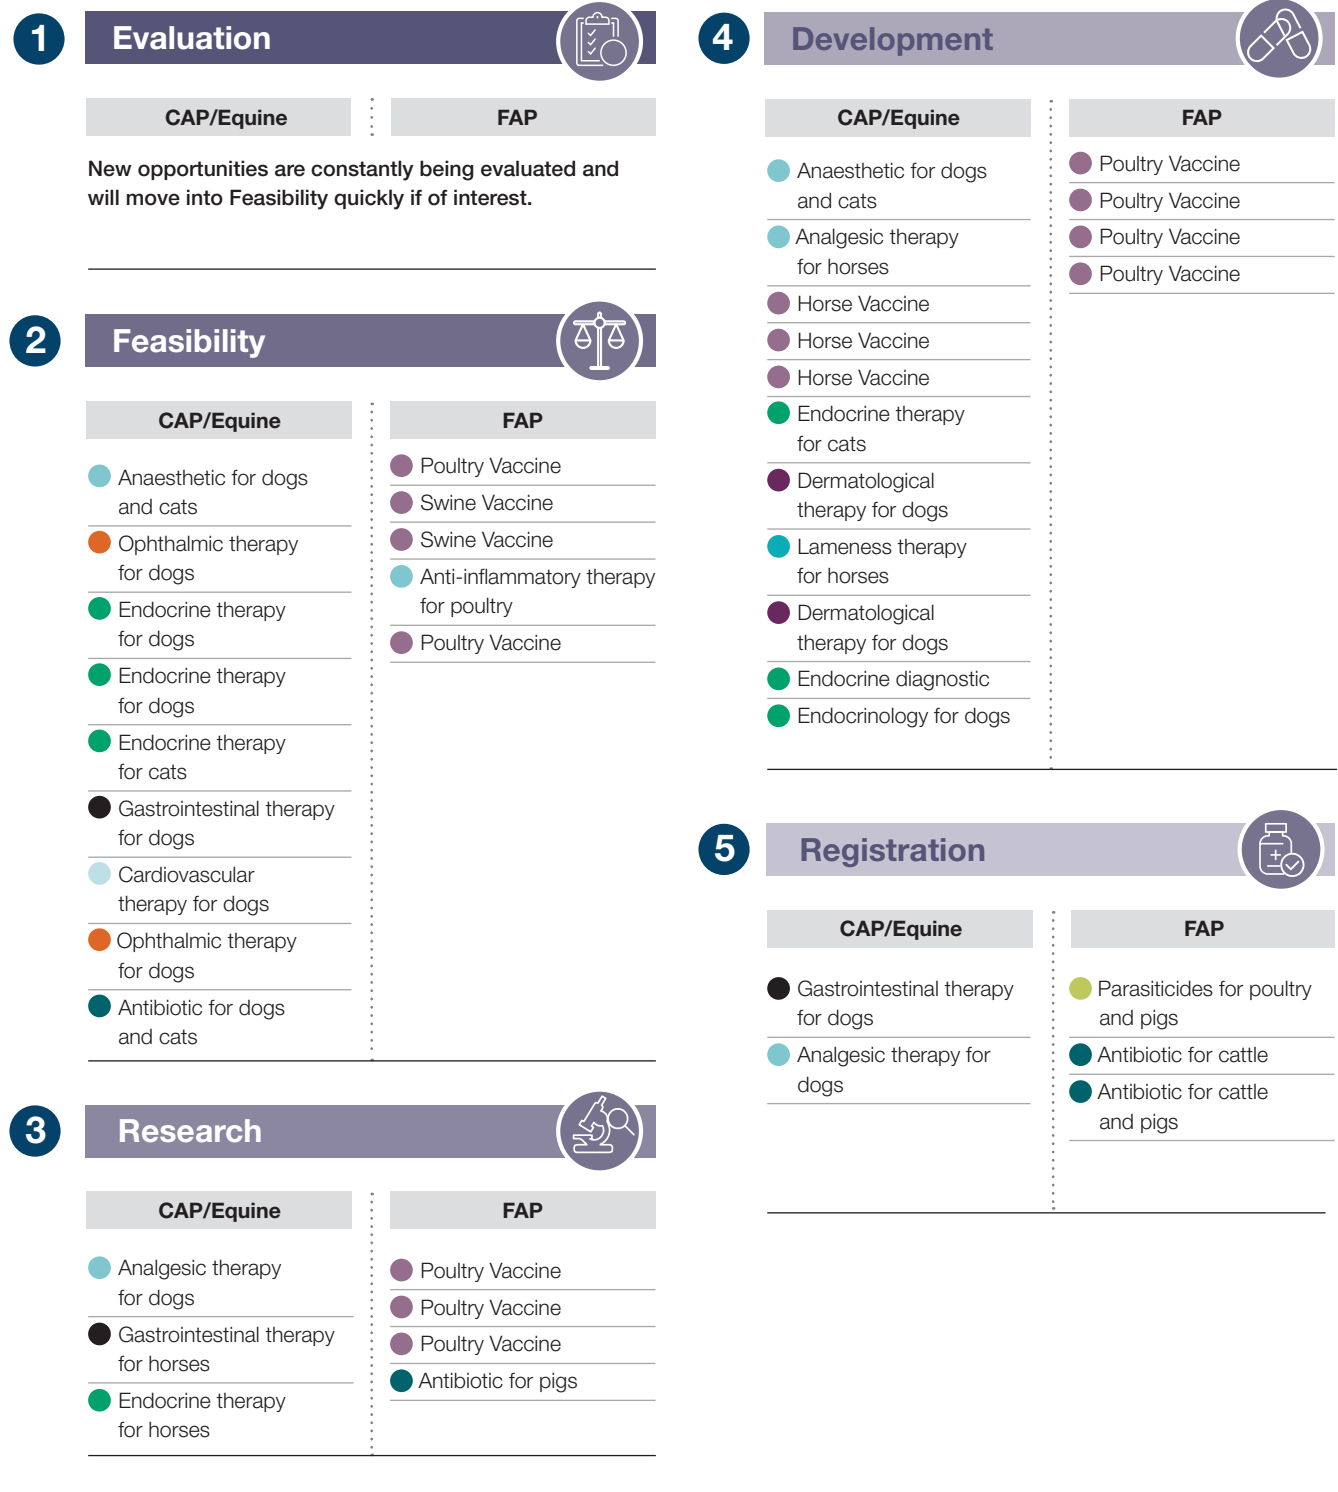 1
Evaluation
CAP/Equine
FAP
New opportunities are constantly being evaluated and
will move into Feasibility quickly if of interest.
2
Feasibility
CAP/Equine
Anaesthetic for dogs
and cats
Ophthalmic therapy
for dogs
Endocrine therapy
for dogs
Endocrine therapy
for dogs
Endocrine therapy
for cats
Gastrointestinal therapy
for dogs
Cardiovascular
therapy for dogs
Ophthalmic therapy
for dogs
Antibiotic for dogs
and cats
FAP
Poultry Vaccine
Swine Vaccine
Swine Vaccine
Anti-inflammatory therapy
for poultry
Poultry Vaccine
3
Research
CAP/Equine
Analgesic therapy
for dogs
Gastrointestinal therapy
for horses
Endocrine therapy
for horses
FAP
Poultry Vaccine
Poultry Vaccine
Poultry Vaccine
Antibiotic for pigs
4
Development
CAP/Equine
Anaesthetic for dogs
and cats
Analgesic therapy
for horses
Horse Vaccine
Horse Vaccine
Horse Vaccine
Endocrine therapy
for cats
Dermatological
therapy for dogs
Lameness therapy
for horses
Dermatological
therapy for dogs
Endocrine diagnostic
Endocrinology for dogs
FAP
Poultry Vaccine
Poultry Vaccine
Poultry Vaccine
Poultry Vaccine
5
Registration
CAP/Equine
Gastrointestinal therapy
for dogs
Analgesic therapy for
dogs
FAP
Parasiticides for poultry
and pigs
Antibiotic for cattle
Antibiotic for cattle
and pigs